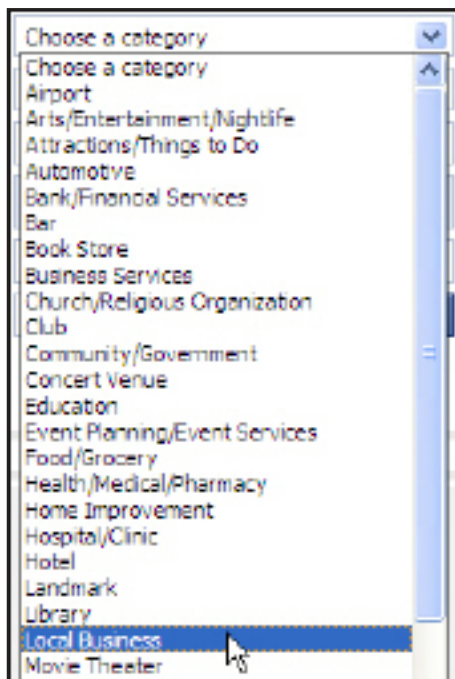 Choose a category
Choose a category
Airport
Arts/Entertainment/Nightlife
Attractions/Things to Do
Automotive
Bank/Financial Services
Bar
Book Store
Business Services
Church/Religious Organization
Club
Community/Government
Concert Venue
Education
Event Planning/Event Services
Food/Grocery
Health/Medical/Pharmacy
Home Improvement
Hospital/Clinic
Hotel
Landmark
Library
Local Business
Movie Theater